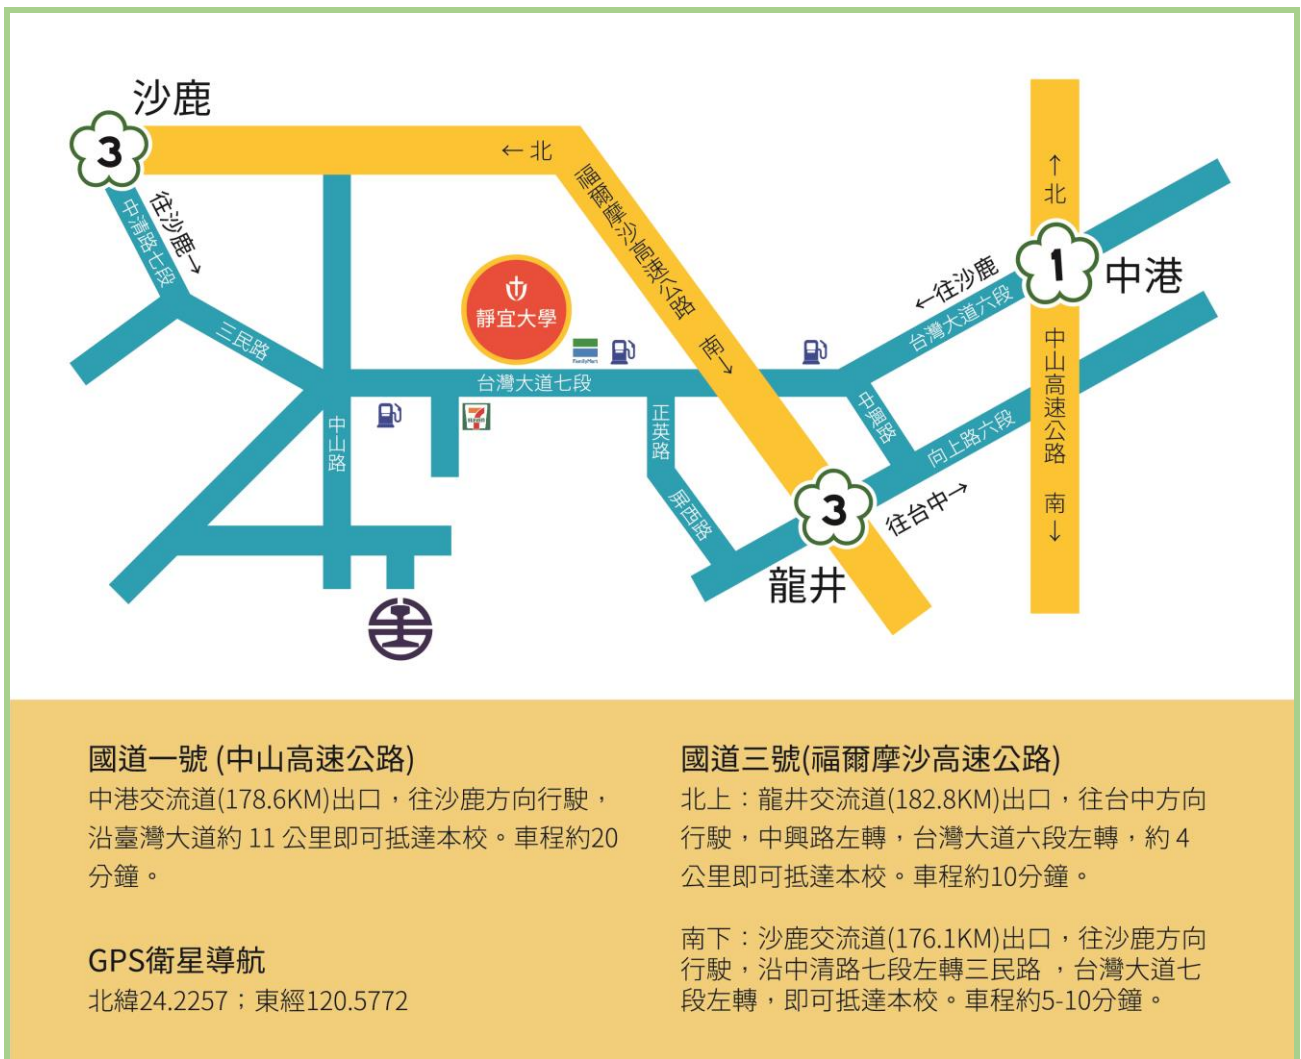 沙鹿
3
←北
福爾摩沙高速公路
南→
中清路七段
往沙鹿→
三民路
靜宜大學
FamilyMart
台灣大道七段
7
中山路
正英路
屏西路
3
龍井
往台中→
向上路六段
中興路
台灣大道六段
←往沙鹿
←北
1
中港
中山高速公路
南→
國道一號 (中山高速公路)
中港交流道(178.6KM)出口，往沙鹿方向行駛，
沿臺灣大道約 11 公里即可抵達本校。車程約20
分鐘。
GPS衛星導航
北緯24.2257；東經120.5772
國道三號(福爾摩沙高速公路)
北上：龍井交流道(182.8KM)出口，往台中方向
行駛，中興路左轉，台灣大道六段左轉，約 4
公里即可抵達本校。車程約10分鐘。
南下：沙鹿交流道(176.1KM)出口，往沙鹿方向
行駛，沿中清路七段左轉三民路 ，台灣大道七
段左轉，即可抵達本校。車程約5-10分鐘。